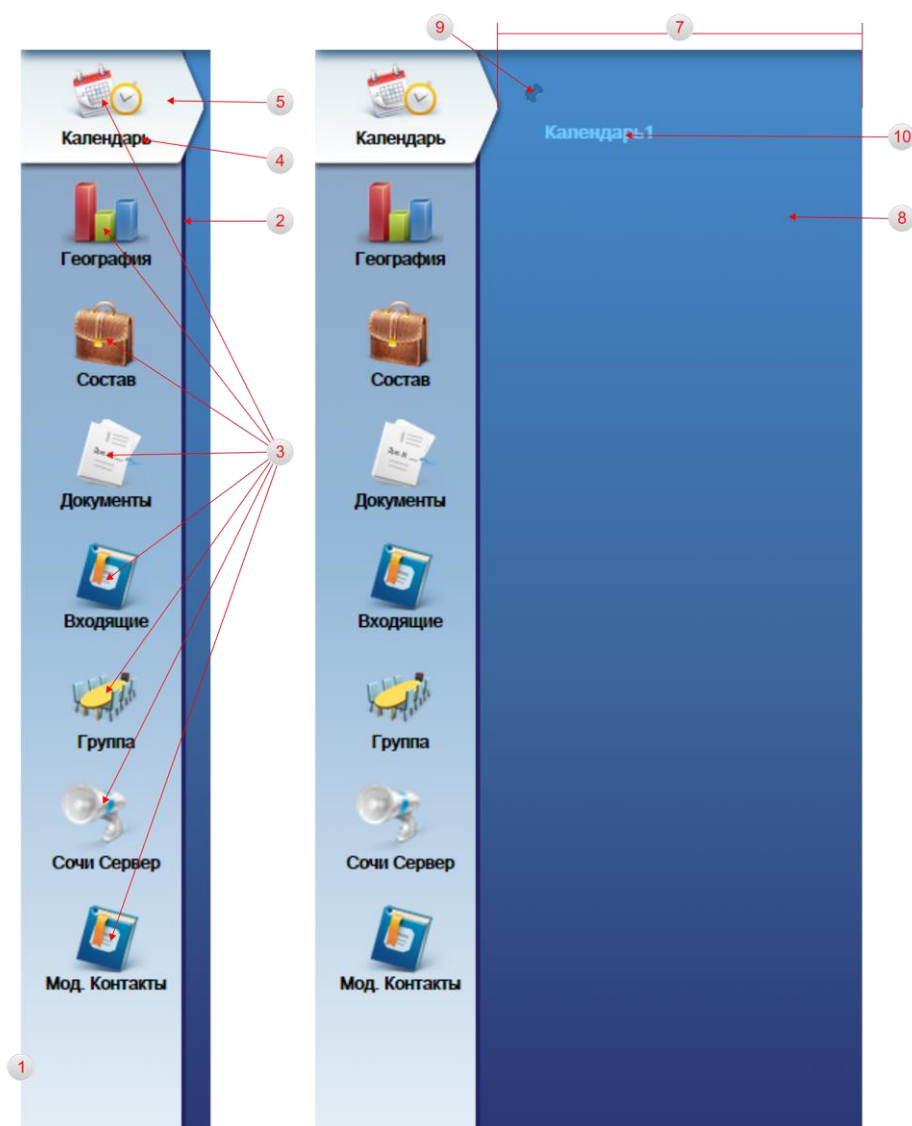 9
7
5
Календарь
4
Календарь
Календарь1
10
2
8
География
География
Состав
Состав
3
Документы
Документы
Входящие
Входящие
Группа
Группа
Сочи Сервер
Сочи Сервер
Мод. Контакты
Мод. Контакты
1